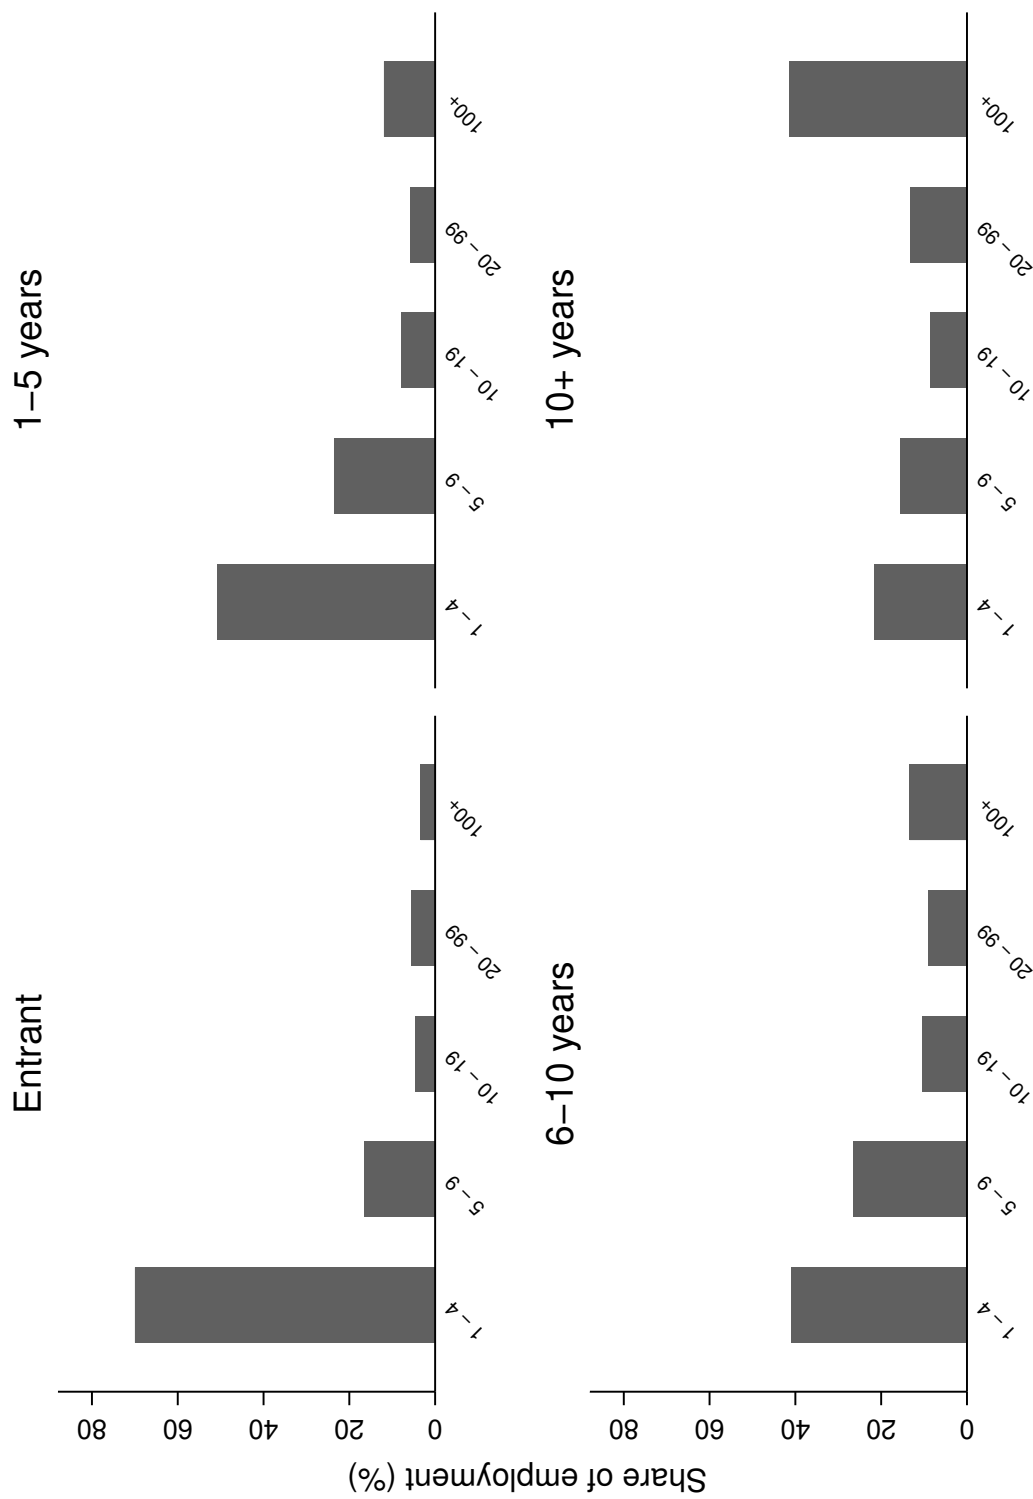 Entrant
80
60
40
20
0
1 – 4
5 – 9
10 – 19
20 – 99
100+
1–5 years
1 – 4
5 – 9
10 – 19
20 – 99
100+
6–10 years
80
60
40
20
0
1 – 4
5 – 9
10 – 19
20 – 99
100+
10+ years
1 – 4
5 – 9
10 – 19
20 – 99
100+
Share of employment (%)